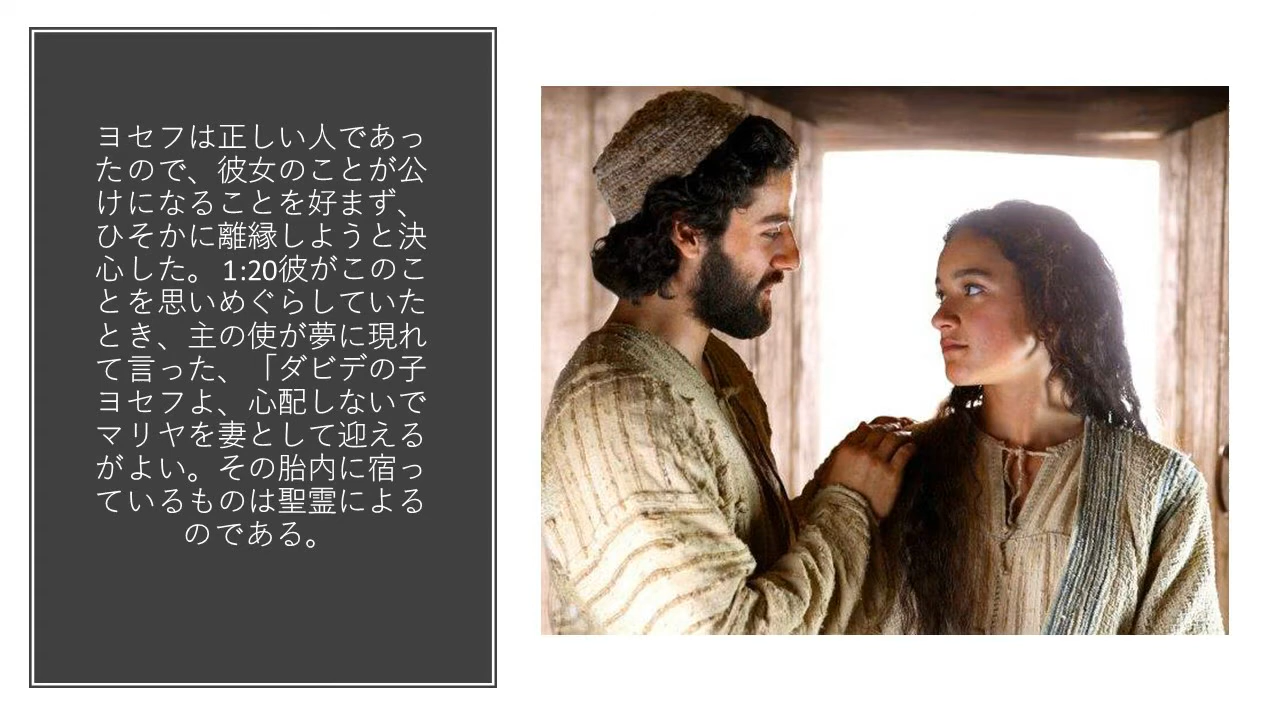 ヨセフは正しい人であっ
たので、彼女のことが公
けになることを好まず、
ひそかに離縁しようと決
心した。 1:20彼がこのこ
とを思いめぐらしていた
とき、主の使が夢に現れ
て言った、「ダビデの子
ヨセフよ、心配しないで
マリヤを妻として迎える
がよい。その胎内に宿っ
ているものは聖霊による
のである。